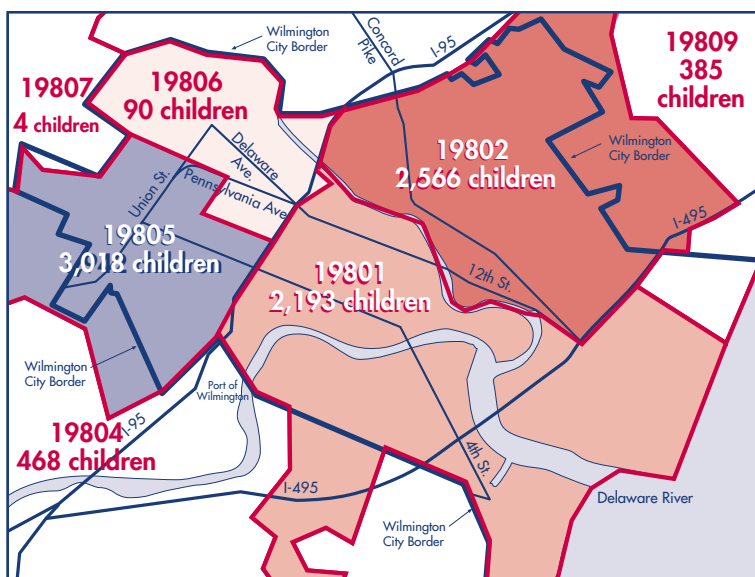 Wilmington
City Border
Concord
Pike
I-95
19809
385
children
19807
4 children
19806
90 children
Delaware
Ave.
19802
2,566 children
Wilmington
City Border
Union St.
Pennsylvania Ave.
I-495
19805
3,018 children
19801
2,193 children
12th St.
Wilmington
City Border
Port of
Wilmington
19804
468 children
I-95
4th St.
I-495
Delaware River
Wilmington
City Border